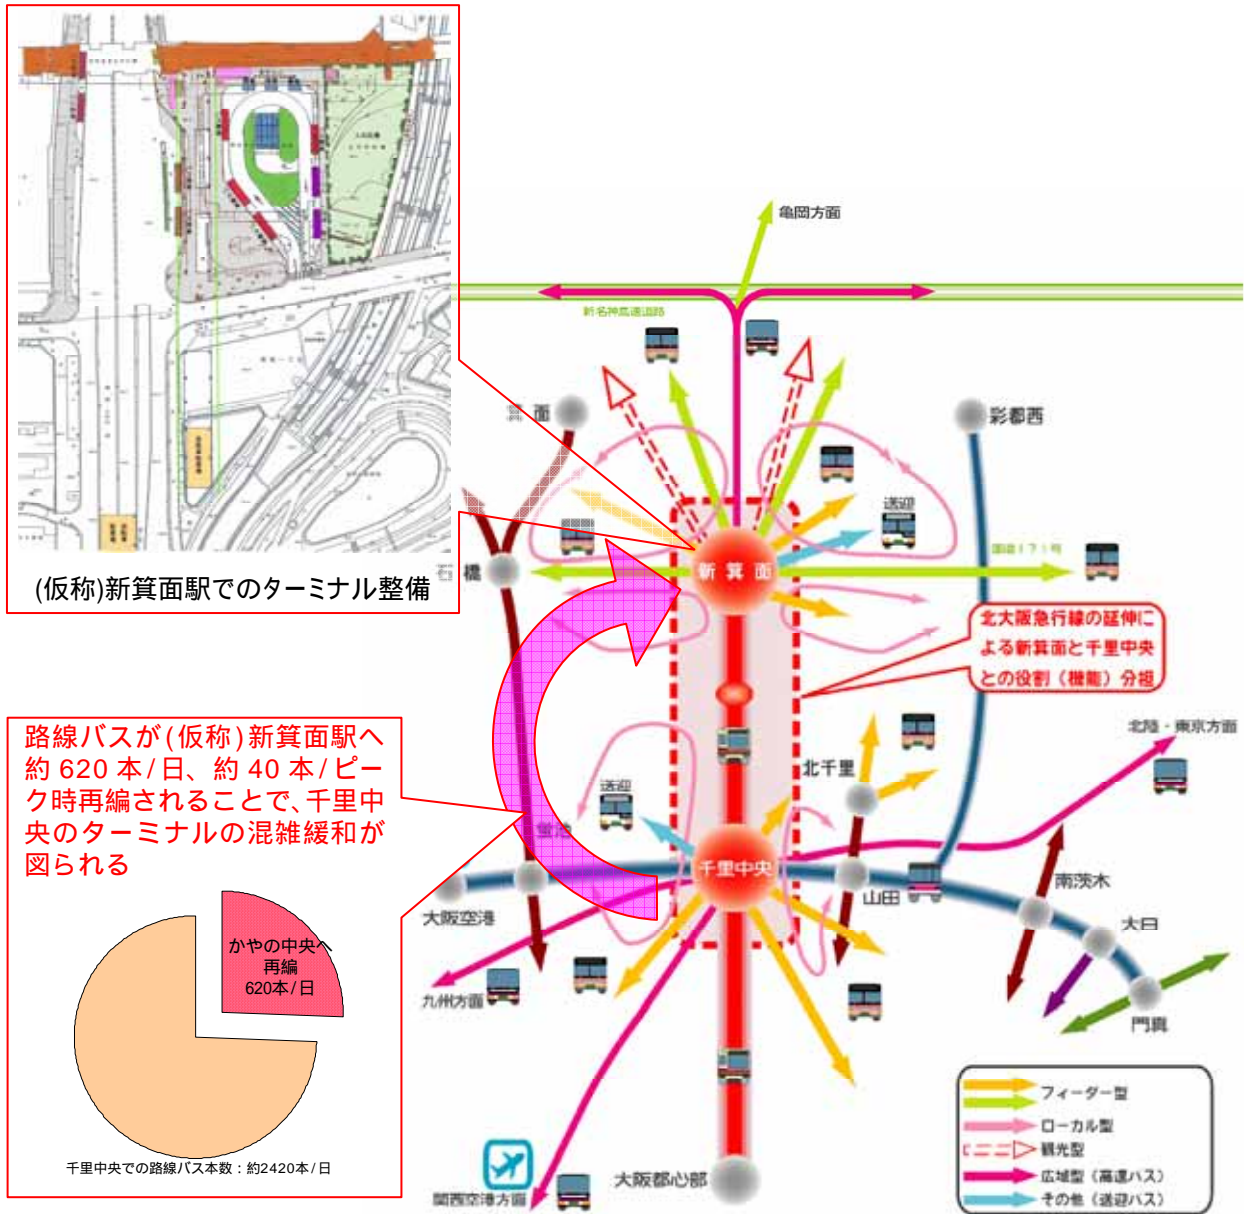 (仮称)新箕面駅でのターミナル整備
亀岡方面
新名神高速道路
箕面
彩都西
送迎
石橋
新箕面
国道171号
北大阪急行線の延伸に
よる新箕面と千里中央
との役割（機能）分担
路線バスが(仮称)新箕面駅へ
約 620 本/日、約 40 本/ピー
ク時再編されることで、千里中
央のターミナルの混雑緩和が
図られる
北陸・東京方面
北千里
送迎
蛍池
千里中央
山田
南茨木
大阪空港
大日
門真
九州方面
かやの中央へ
再編
620本/日
千里中央での路線バス本数：約2420本/日
関西空港方面
大阪都心部
フィーダー型
ローカル型
観光型
広域型（高速バス）
その他（送迎バス）